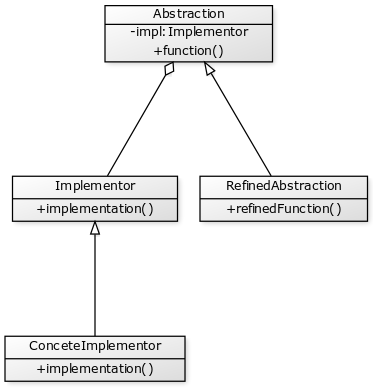 Abstraction
-impl: Implementor
+function()
Implementor
+implementation()
RefinedAbstraction
+refinedFunction()
ConceteImplementor
+implementation()